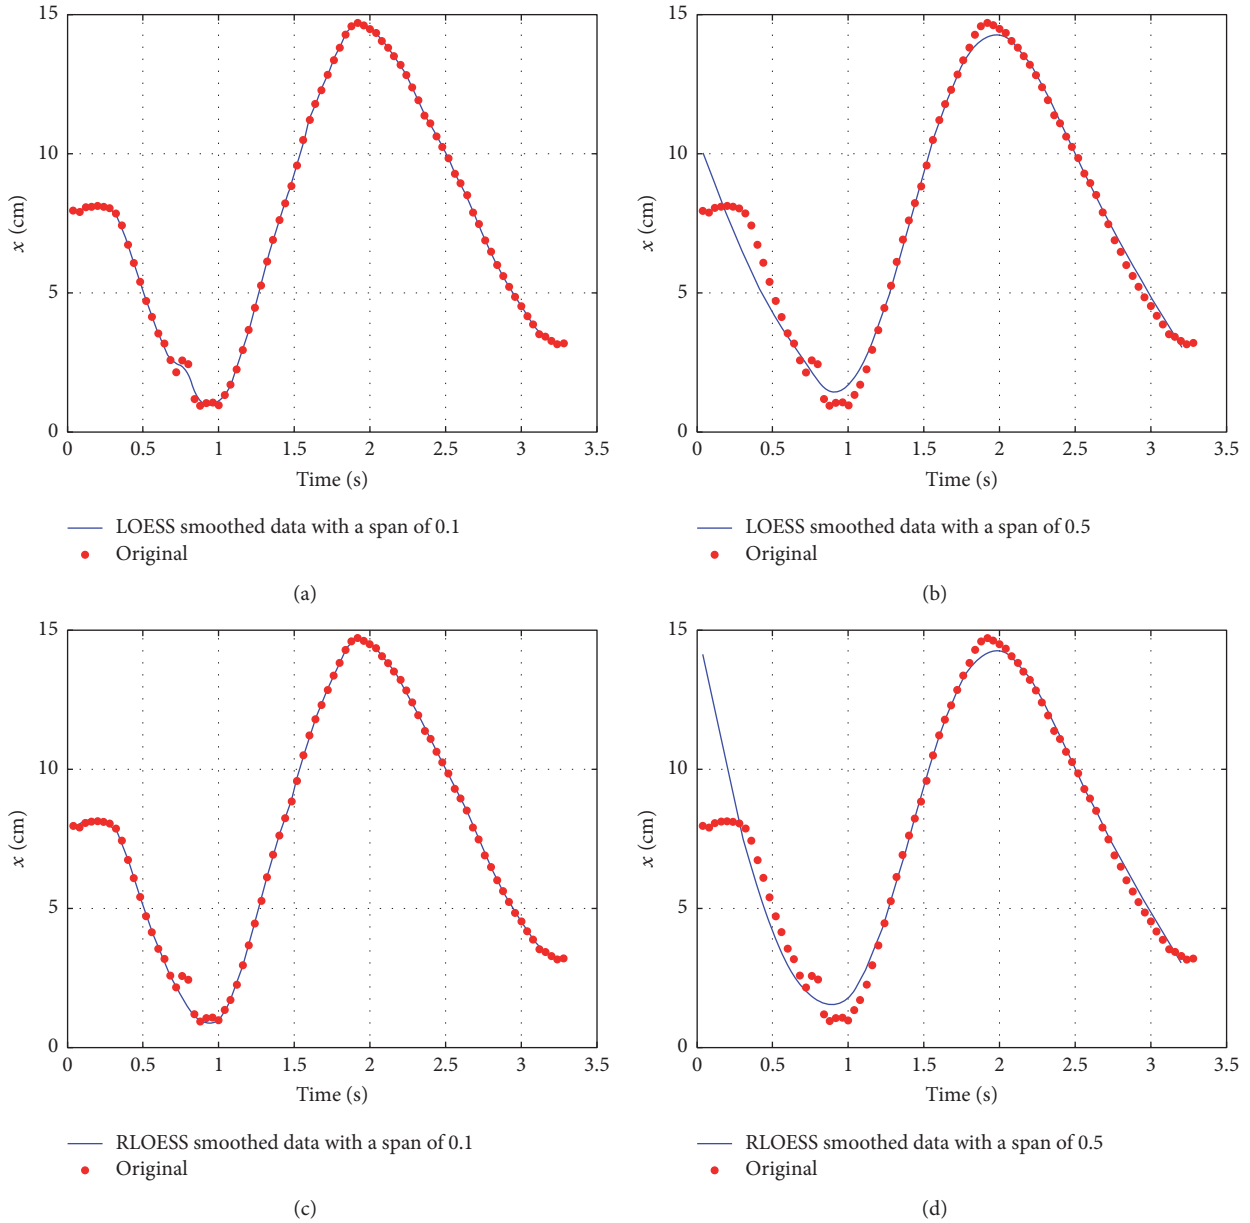 15
10
5
0
x (cm)
0 0.5 1 1.5 2 2.5 3 3.5
Time (s)
LOESS smoothed data with a span of 0.1
Original
(a)
15
10
5
0
x (cm)
0 0.5 1 1.5 2 2.5 3 3.5
Time (s)
LOESS smoothed data with a span of 0.5
Original
(b)
15
10
5
0
x (cm)
0 0.5 1 1.5 2 2.5 3 3.5
Time (s)
RLOESS smoothed data with a span of 0.1
Original
(c)
15
10
5
0
x (cm)
0 0.5 1 1.5 2 2.5 3 3.5
Time (s)
RLOESS smoothed data with a span of 0.5
Original
(d)